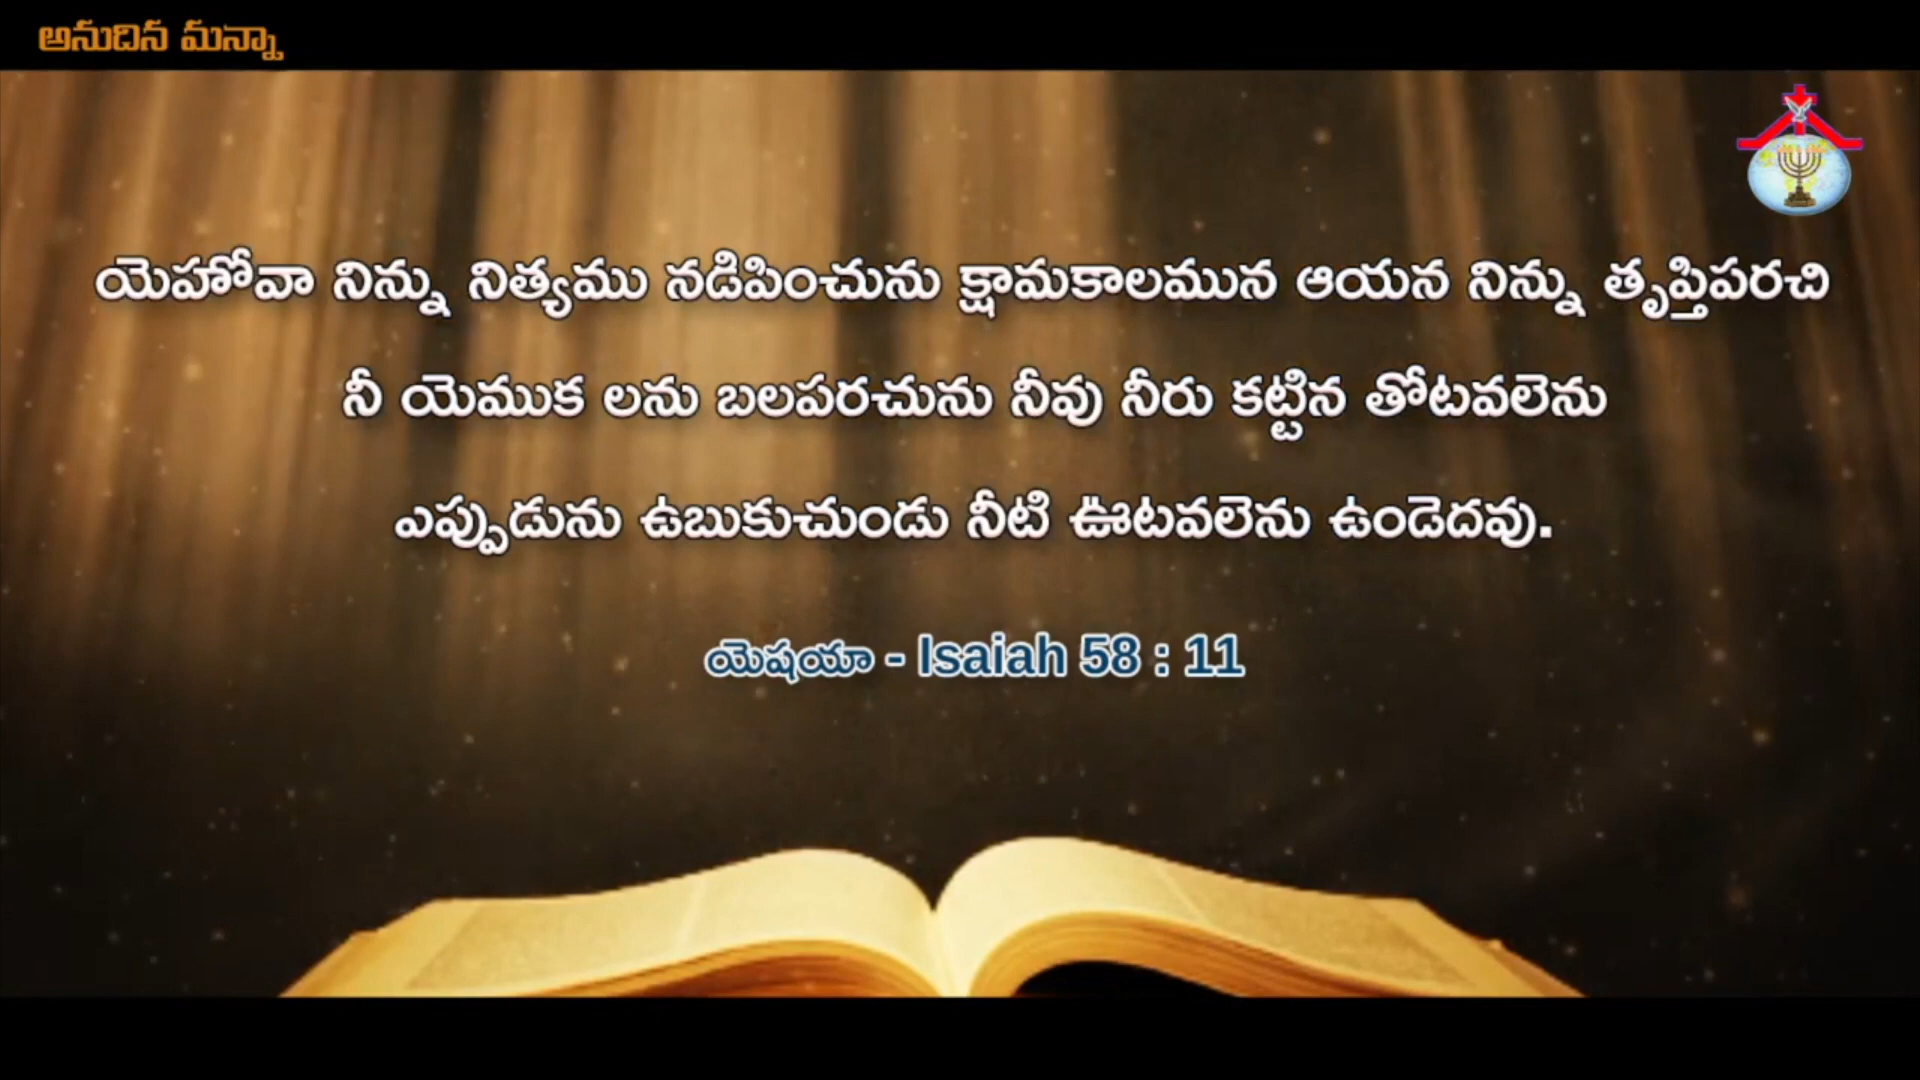 అనుదిన మన్నా
యెహోవా నిన్ను నిత్యము నడిపించును క్షామకాలమున ఆయన నిన్ను తృప్తిపరచి
నీ యెముక లను బలపరచును నీవు నీరు కట్టిన తోటవలెను
ఎప్పుడును ఉబుకుచుండు నీటి ఊటవలెను ఉండెదవు.
యెషయా - Isaiah 58 : 11